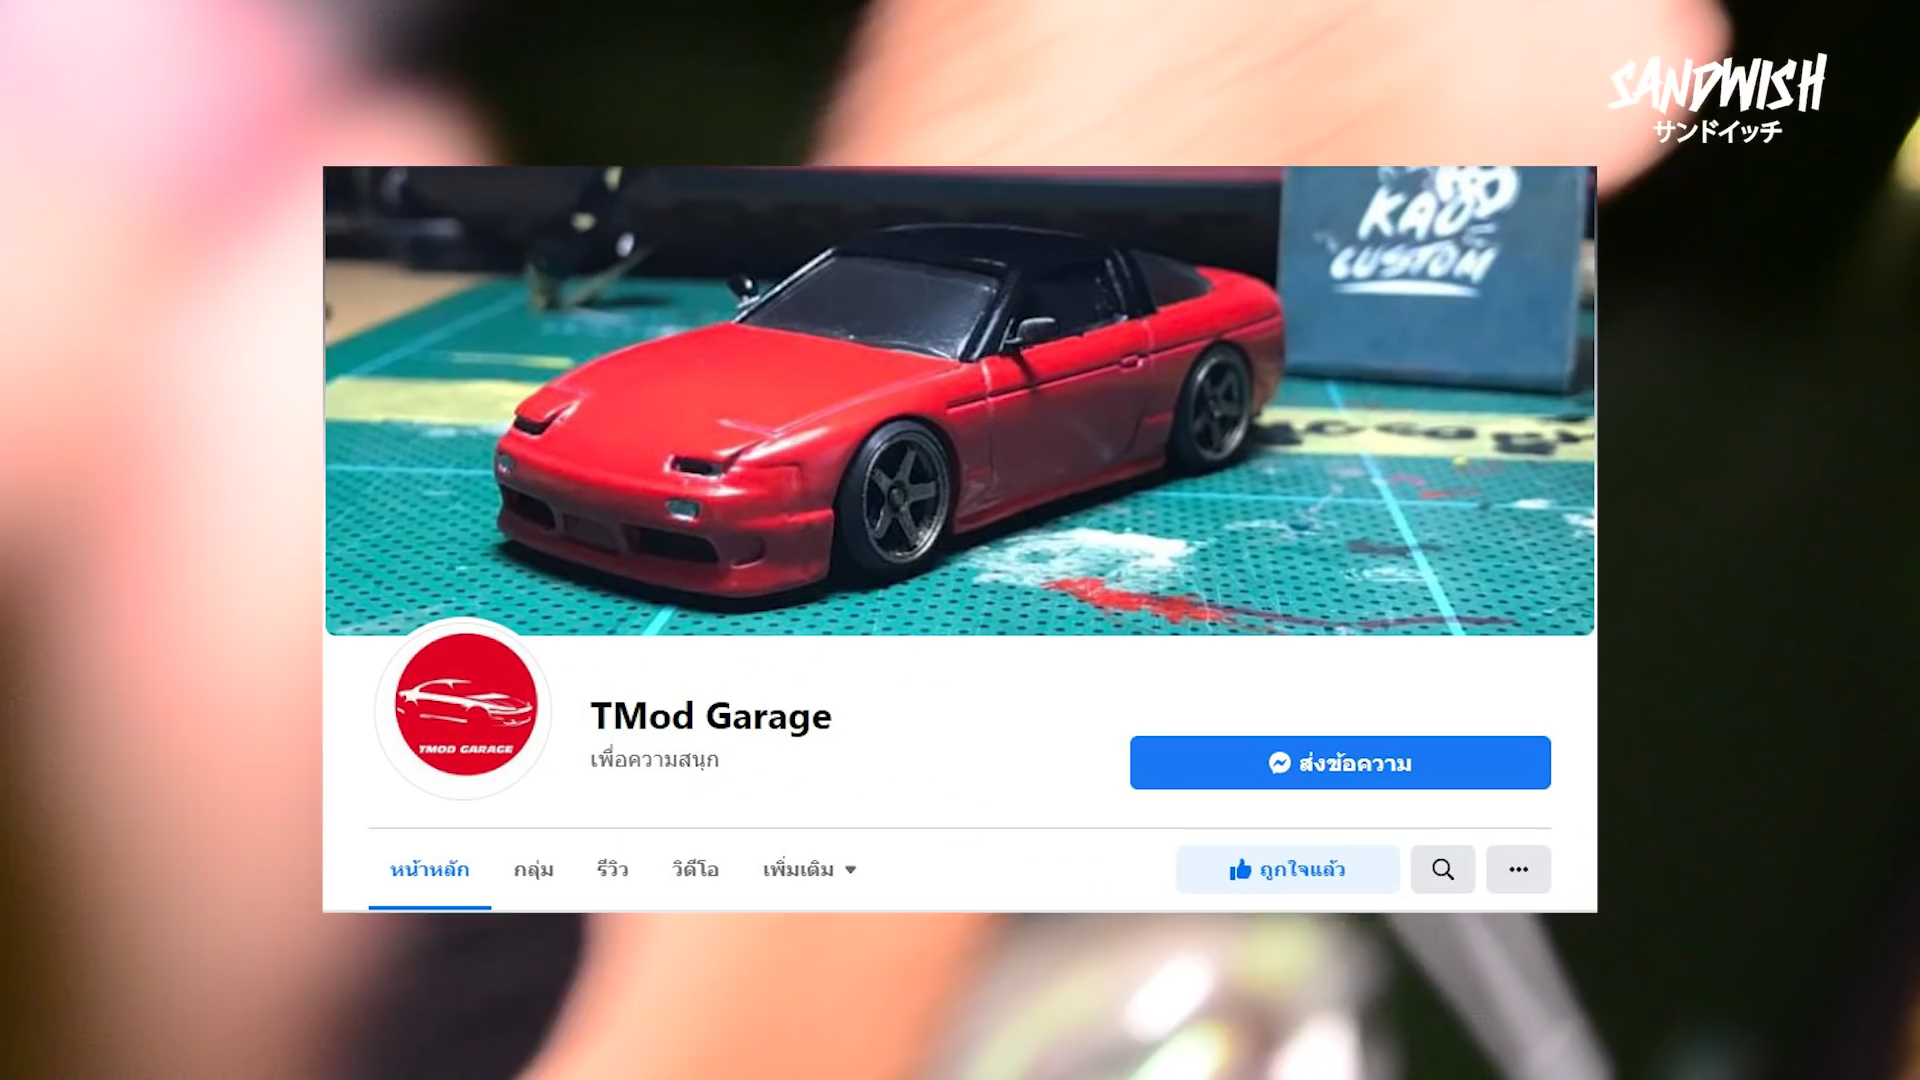 SANDWISH
サンドイッチ
KAO
CUSTOM
TMOD GARAGE
TMod Garage
เพื่อความสนุก
ส่งข้อความ
หน้าหลัก
กลุ่ม
รีวิว
วิดีโอ
เพิ่มเติม
ถูกใจแล้ว